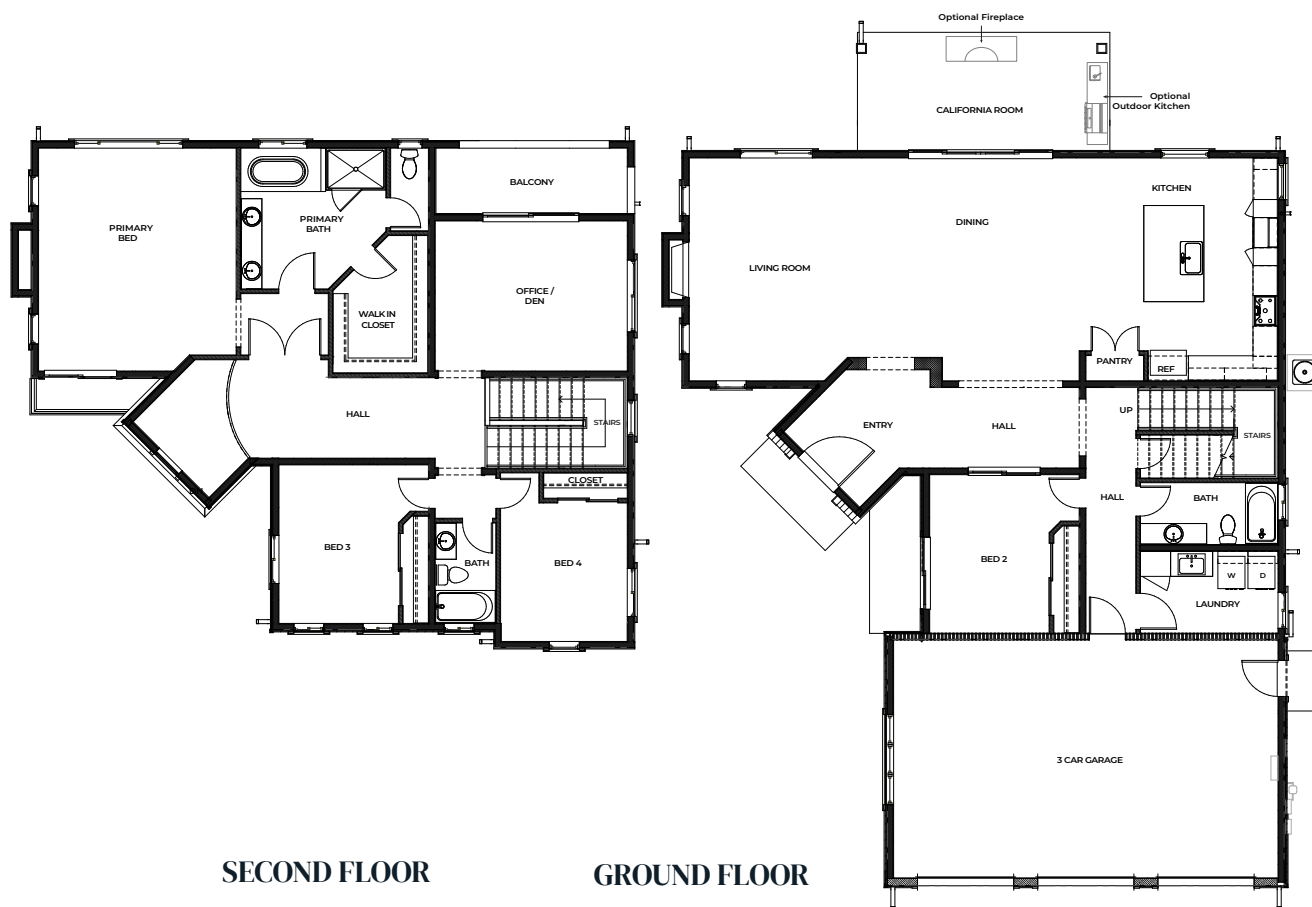 Optional Fireplace
CALIFORNIA ROOM
Optional
Outdoor Kitchen
PRIMARY
BED
PRIMARY
BATH
BALCONY
WALK IN
CLOSET
OFFICE /
DEN
HALL
STAIRS
CLOSET
BED 3
BATH
BED 4
SECOND FLOOR
KITCHEN
DINING
LIVING ROOM
PANTRY
REF
ENTRY
HALL
UP
STAIRS
HALL
BATH
BED 2
W
D
LAUNDRY
3 CAR GARAGE
GROUND FLOOR